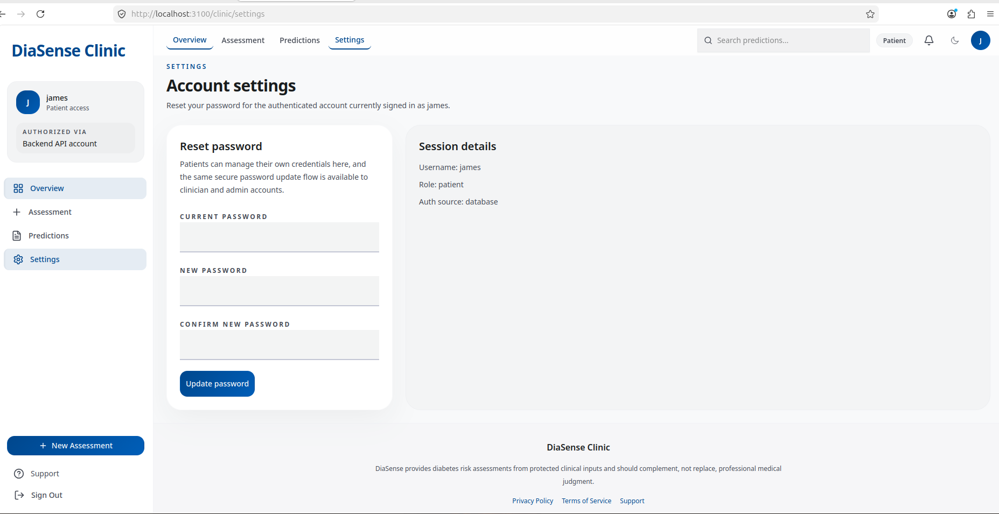 http://localhost:3100/clinic/settings
DiaSense Clinic
J
james
Patient access
AUTHORIZED VIA
Backend API account
Overview
Assessment
Predictions
Settings
New Assessment
Support
Sign Out
Overview Assessment Predictions Settings
Search predictions...
Patient
J
SETTINGS
Account settings
Reset your password for the authenticated account currently signed in as james.
Reset password
Patients can manage their own credentials here, and
the same secure password update flow is available to
clinician and admin accounts.
CURRENT PASSWORD
NEW PASSWORD
CONFIRM NEW PASSWORD
Update password
Session details
Username: james
Role: patient
Auth source: database
DiaSense Clinic
DiaSense provides diabetes risk assessments from protected clinical inputs and should complement, not replace, professional medical
judgment.
Privacy Policy Terms of Service Support